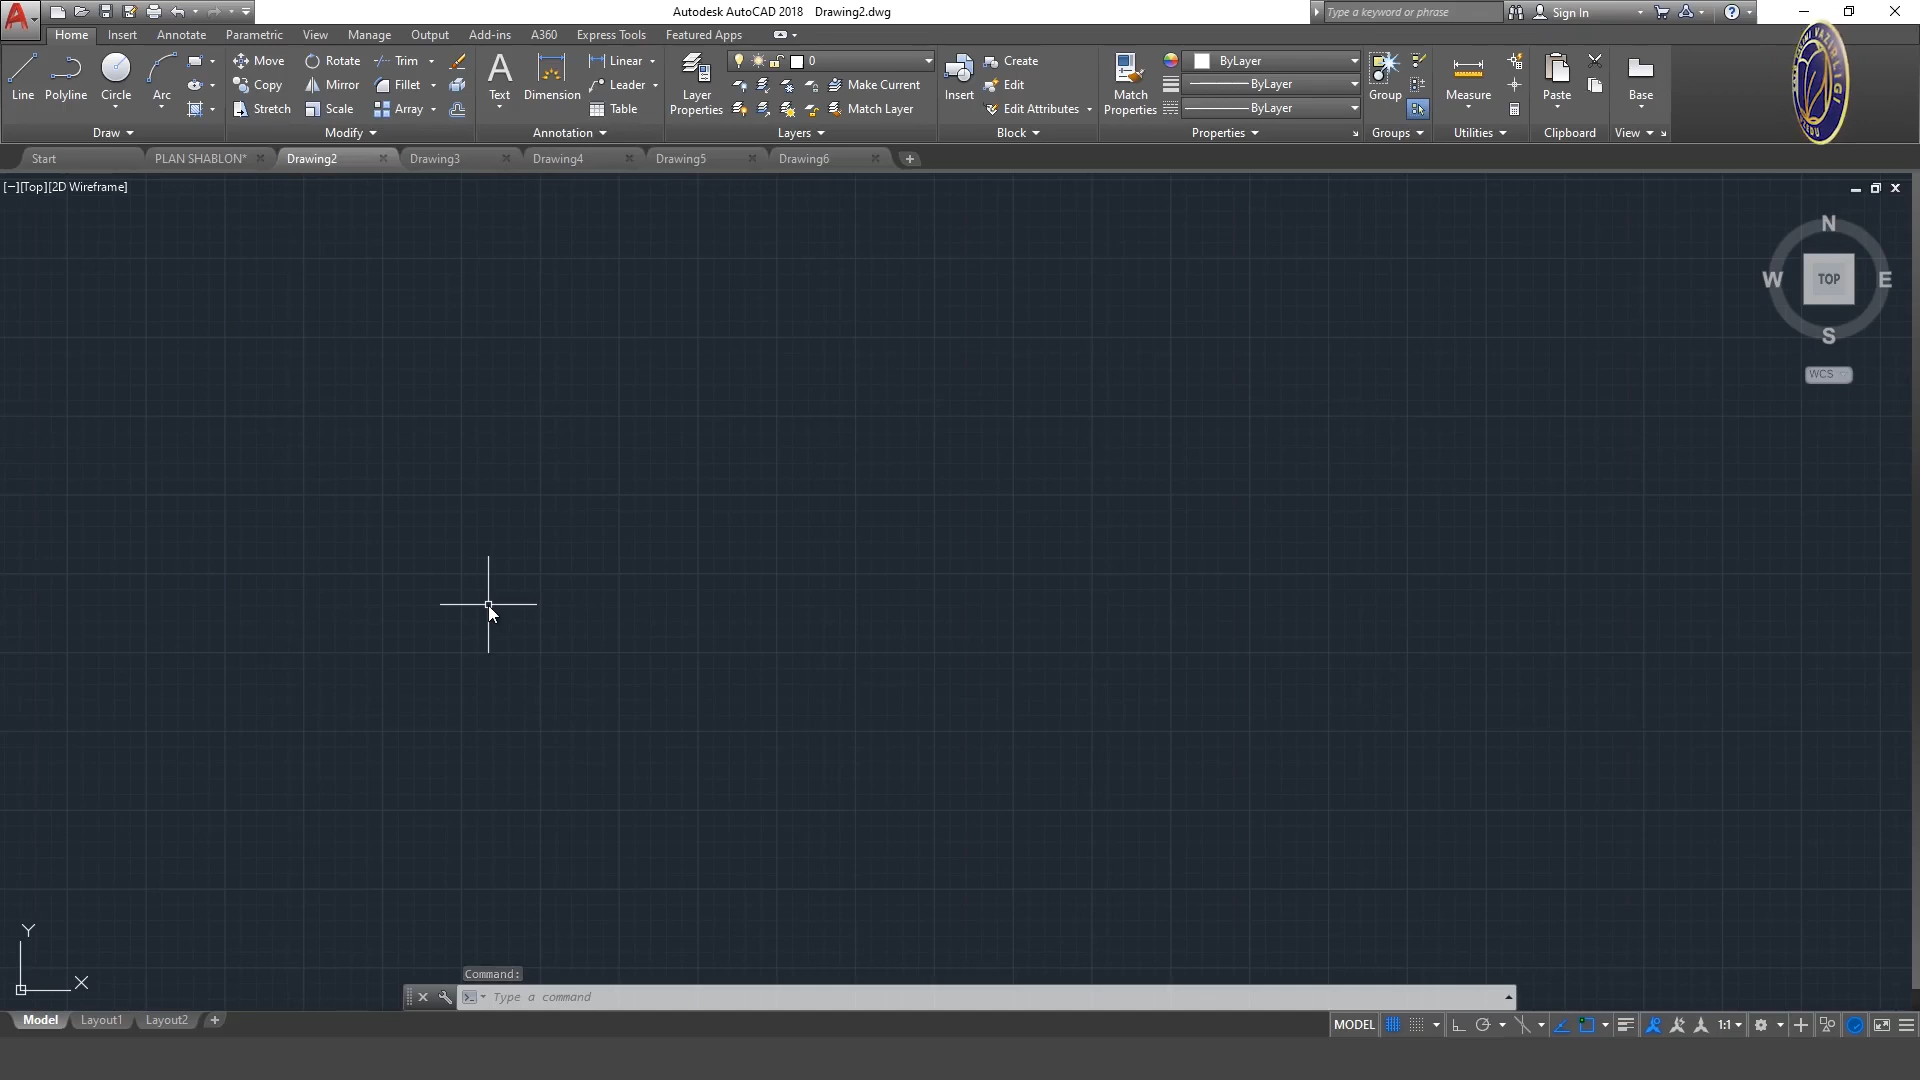 Autodesk AutoCAD 2018 Drawing2.dwg
Type a keyword or phrase
Sign In
Home Insert Annotate Parametric View Manage Output Add-ins A360 Express Tools Featured Apps
Line Polyline Circle Arc
Move Rotate Trim
Copy Mirror Fillet
Stretch Scale Array
Text Dimension
Linear
Leader
Table
Layer Properties
0
Make Current
Match Layer
Insert
Create
Edit
Edit Attributes
Match Properties
ByLayer
ByLayer
ByLayer
Group
Measure
Paste
Base
Draw Modify Annotation Layers Block Properties Groups Utilities Clipboard View
Start PLAN SHABLON* Drawing2 Drawing3 Drawing4 Drawing5 Drawing6
[−][Top][2D Wireframe]
N
W TOP E
S
WCS
Y
X
Command:
Type a command
Model Layout1 Layout2
MODEL 1:1